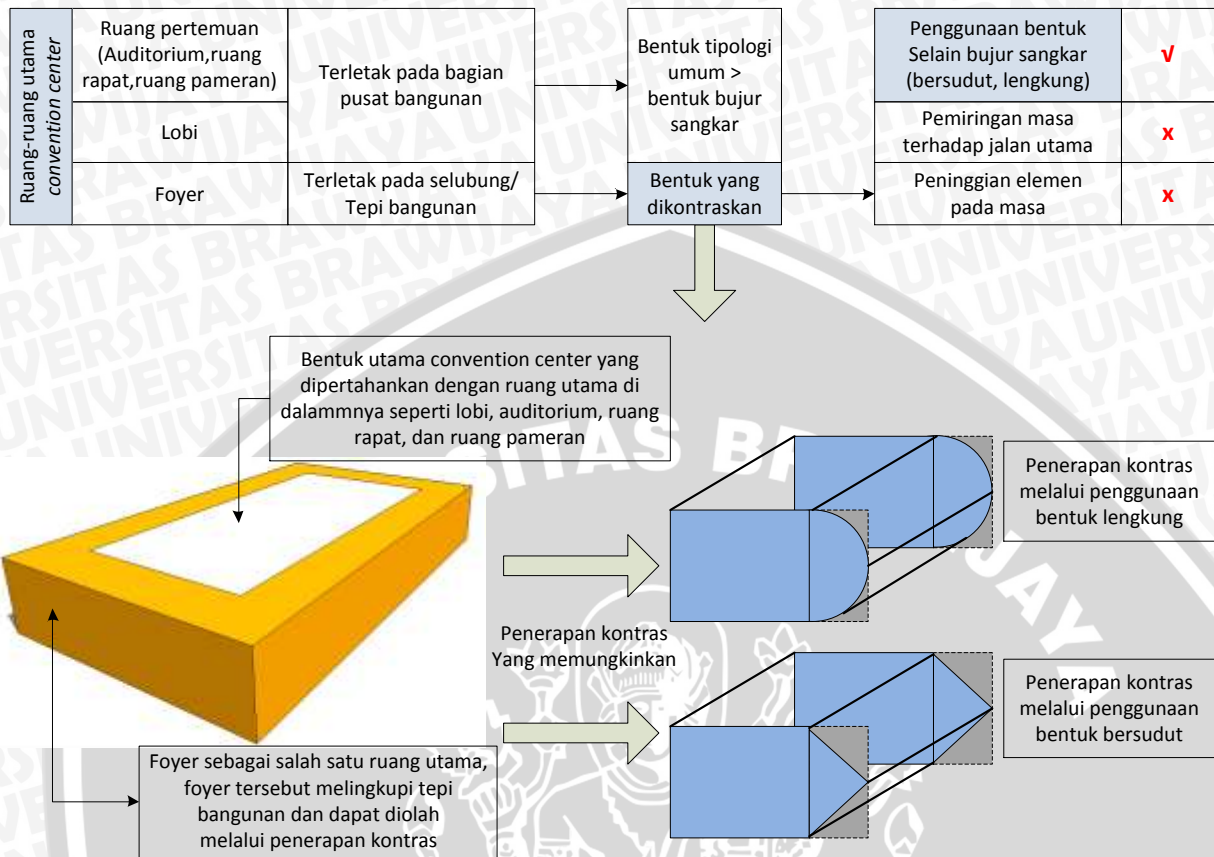 Ruang-ruang utama
convention center
Ruang pertemuan
(Auditorium,ruang
rapat,ruang pameran)
Lobi
Foyer
Terletak pada bagian
pusat bangunan
Terletak pada selubung/
Tepi bangunan
Bentuk tipologi
umum >
bentuk bujur
sangkar
Bentuk yang
dikontraskan
Penggunaan bentuk
Selain bujur sangkar
(bersudut, lengkung)
√
Pemiringan masa
terhadap jalan utama
x
Peninggian elemen
pada masa
x
Bentuk utama convention center yang
dipertahankan dengan ruang utama di
dalammnya seperti lobi, auditorium, ruang
rapat, dan ruang pameran
Penerapan kontras
melalui penggunaan
bentuk lengkung
Penerapan kontras
Yang memungkinkan
Penerapan kontras
melalui penggunaan
bentuk bersudut
Foyer sebagai salah satu ruang utama,
foyer tersebut melingkupi tepi
bangunan dan dapat diolah
melalui penerapan kontras